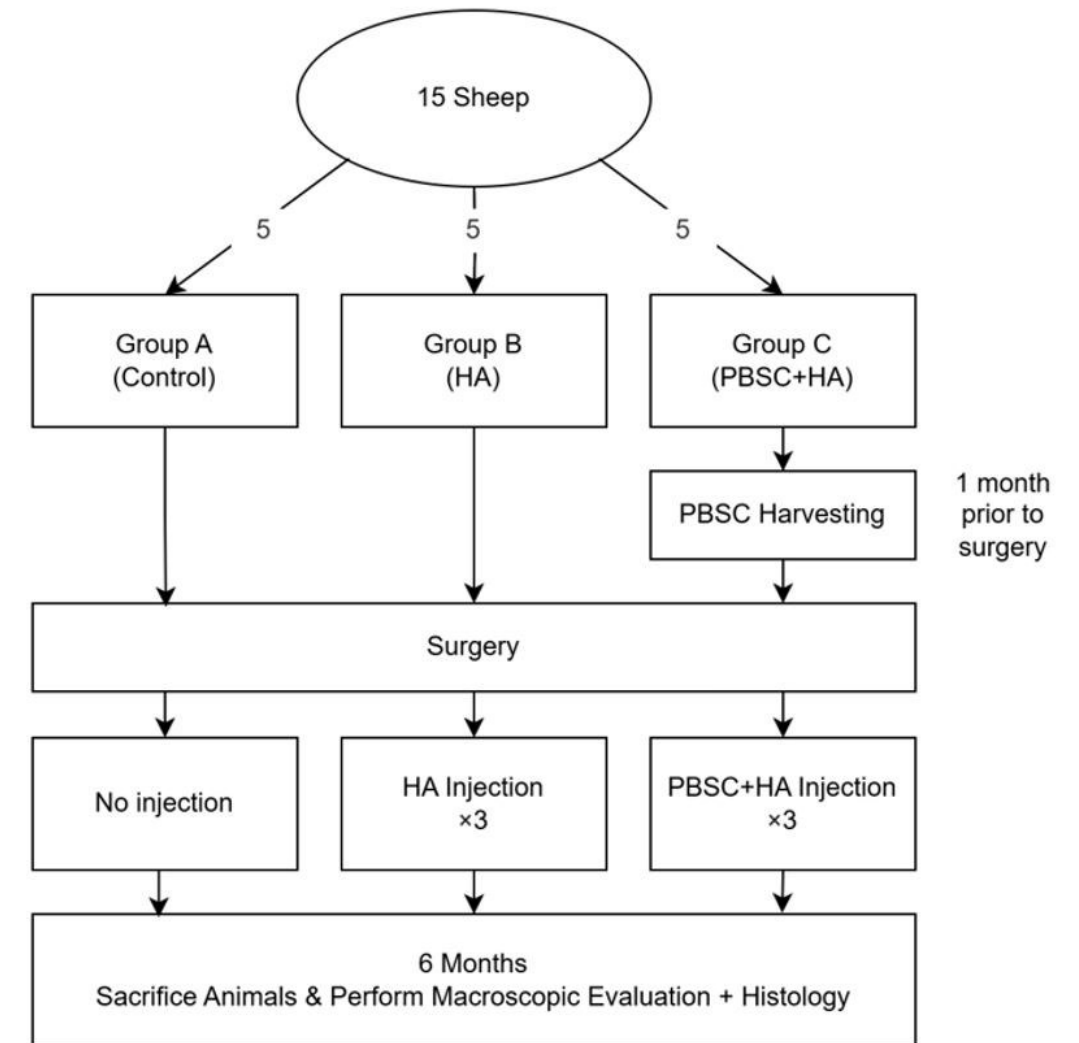 15 Sheep
5
5
5
Group A
(Control)
Group B
(HA)
Group C
(PBSC+HA)
PBSC Harvesting
1 month
prior to
surgery
Surgery
No injection
HA Injection
×3
PBSC+HA Injection
×3
6 Months
Sacrifice Animals & Perform Macroscopic Evaluation + Histology